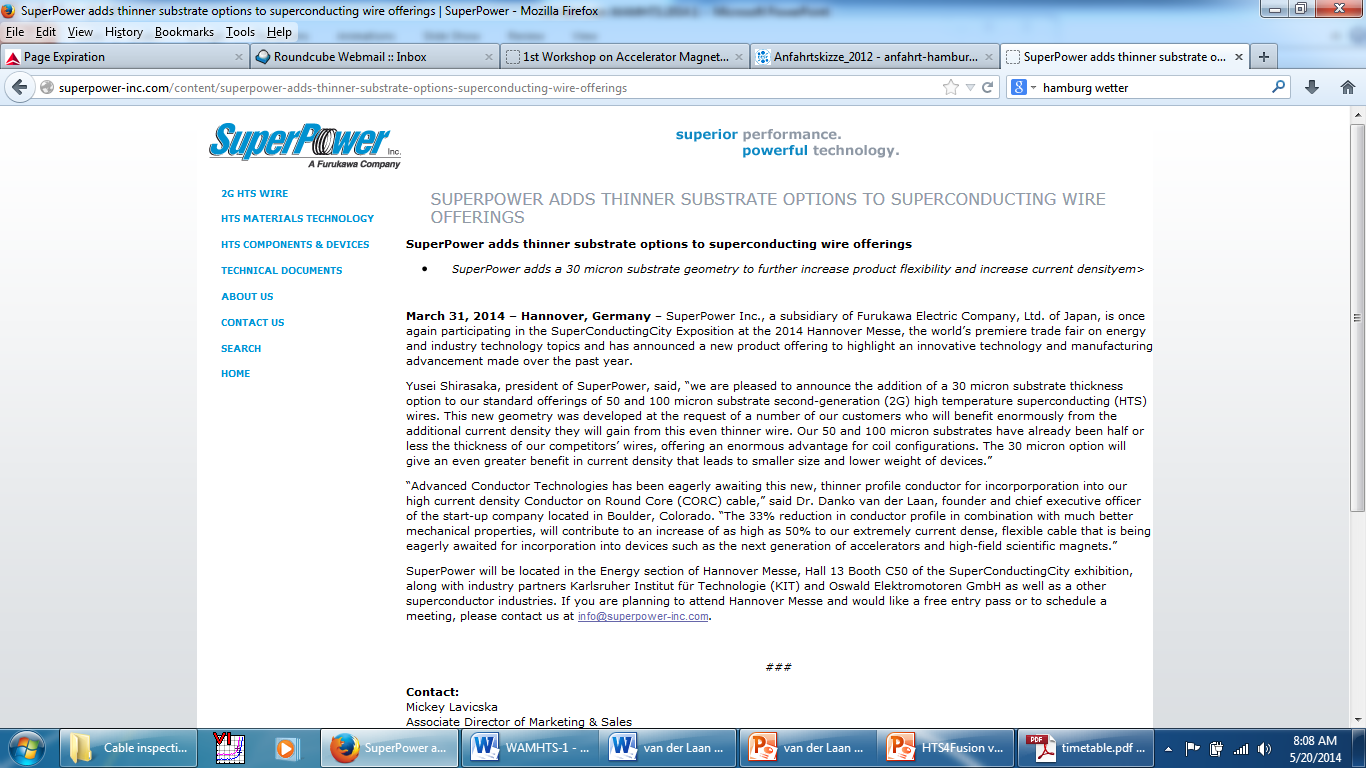 SuperPower adds thinner substrate options to superconducting wire offerings | SuperPower - Mozilla Firefox
File Edit View History Bookmarks Tools Help
Page Expiration
Roundcube Webmail :: Inbox
1st Workshop on Accelerator Magnet...
Anfahrtskizze_2012 - anfahrt-hambur...
SuperPower adds thinner substrate o...
superpower-inc.com/content/superpower-adds-thinner-substrate-options-superconducting-wire-offerings
hamburg wetter
SuperPower Inc.
A Furukawa Company
superior performance.
powerful technology.
2G HTS WIRE
HTS MATERIALS TECHNOLOGY
HTS COMPONENTS & DEVICES
TECHNICAL DOCUMENTS
ABOUT US
CONTACT US
SEARCH
HOME
SUPERPOWER ADDS THINNER SUBSTRATE OPTIONS TO SUPERCONDUCTING WIRE
OFFERINGS
SuperPower adds thinner substrate options to superconducting wire offerings
• SuperPower adds a 30 micron substrate geometry to further increase product flexibility and increase current densityem>
March 31, 2014 – Hannover, Germany – SuperPower Inc., a subsidiary of Furukawa Electric Company, Ltd. of Japan, is once
again participating in the SuperConductingCity Exposition at the 2014 Hannover Messe, the world’s premiere trade fair on energy
and industry technology topics and has announced a new product offering to highlight an innovative technology and manufacturing
advancement made over the past year.
Yusei Shirasaka, president of SuperPower, said, “we are pleased to announce the addition of a 30 micron substrate thickness
option to our standard offerings of 50 and 100 micron substrate second-generation (2G) high temperature superconducting (HTS)
wires. This new geometry was developed at the request of a number of our customers who will benefit enormously from the
additional current density they will gain from this even thinner wire. Our 50 and 100 micron substrates have already been half or
less the thickness of our competitors’ wires, offering an enormous advantage for coil configurations. The 30 micron option will
give an even greater benefit in current density that leads to smaller size and lower weight of devices.”
“Advanced Conductor Technologies has been eagerly awaiting this new, thinner profile conductor for incorporporation into our
high current density Conductor on Round Core (CORC) cable,” said Dr. Danko van der Laan, founder and chief executive officer
of the start-up company located in Boulder, Colorado. “The 33% reduction in conductor profile in combination with much better
mechanical properties, will contribute to an increase of as high as 50% to our extremely current dense, flexible cable that is being
eagerly awaited for incorporation into devices such as the next generation of accelerators and high-field scientific magnets.”
SuperPower will be located in the Energy section of Hannover Messe, Hall 13 Booth C50 of the SuperConductingCity exhibition,
along with industry partners Karlsruher Institut für Technologie (KIT) and Oswald Elektromotoren GmbH as well as a other
superconductor industries. If you are planning to attend Hannover Messe and would like a free entry pass or to schedule a
meeting, please contact us at info@superpower-inc.com.
###
Contact:
Mickey Lavicska
Associate Director of Marketing & Sales
Cable inspecti...
SuperPower a...
WAMHTS-1 - ...
van der Laan ...
van der Laan ...
HTS4Fusion v...
timetable.pdf ...
8:08 AM
5/20/2014